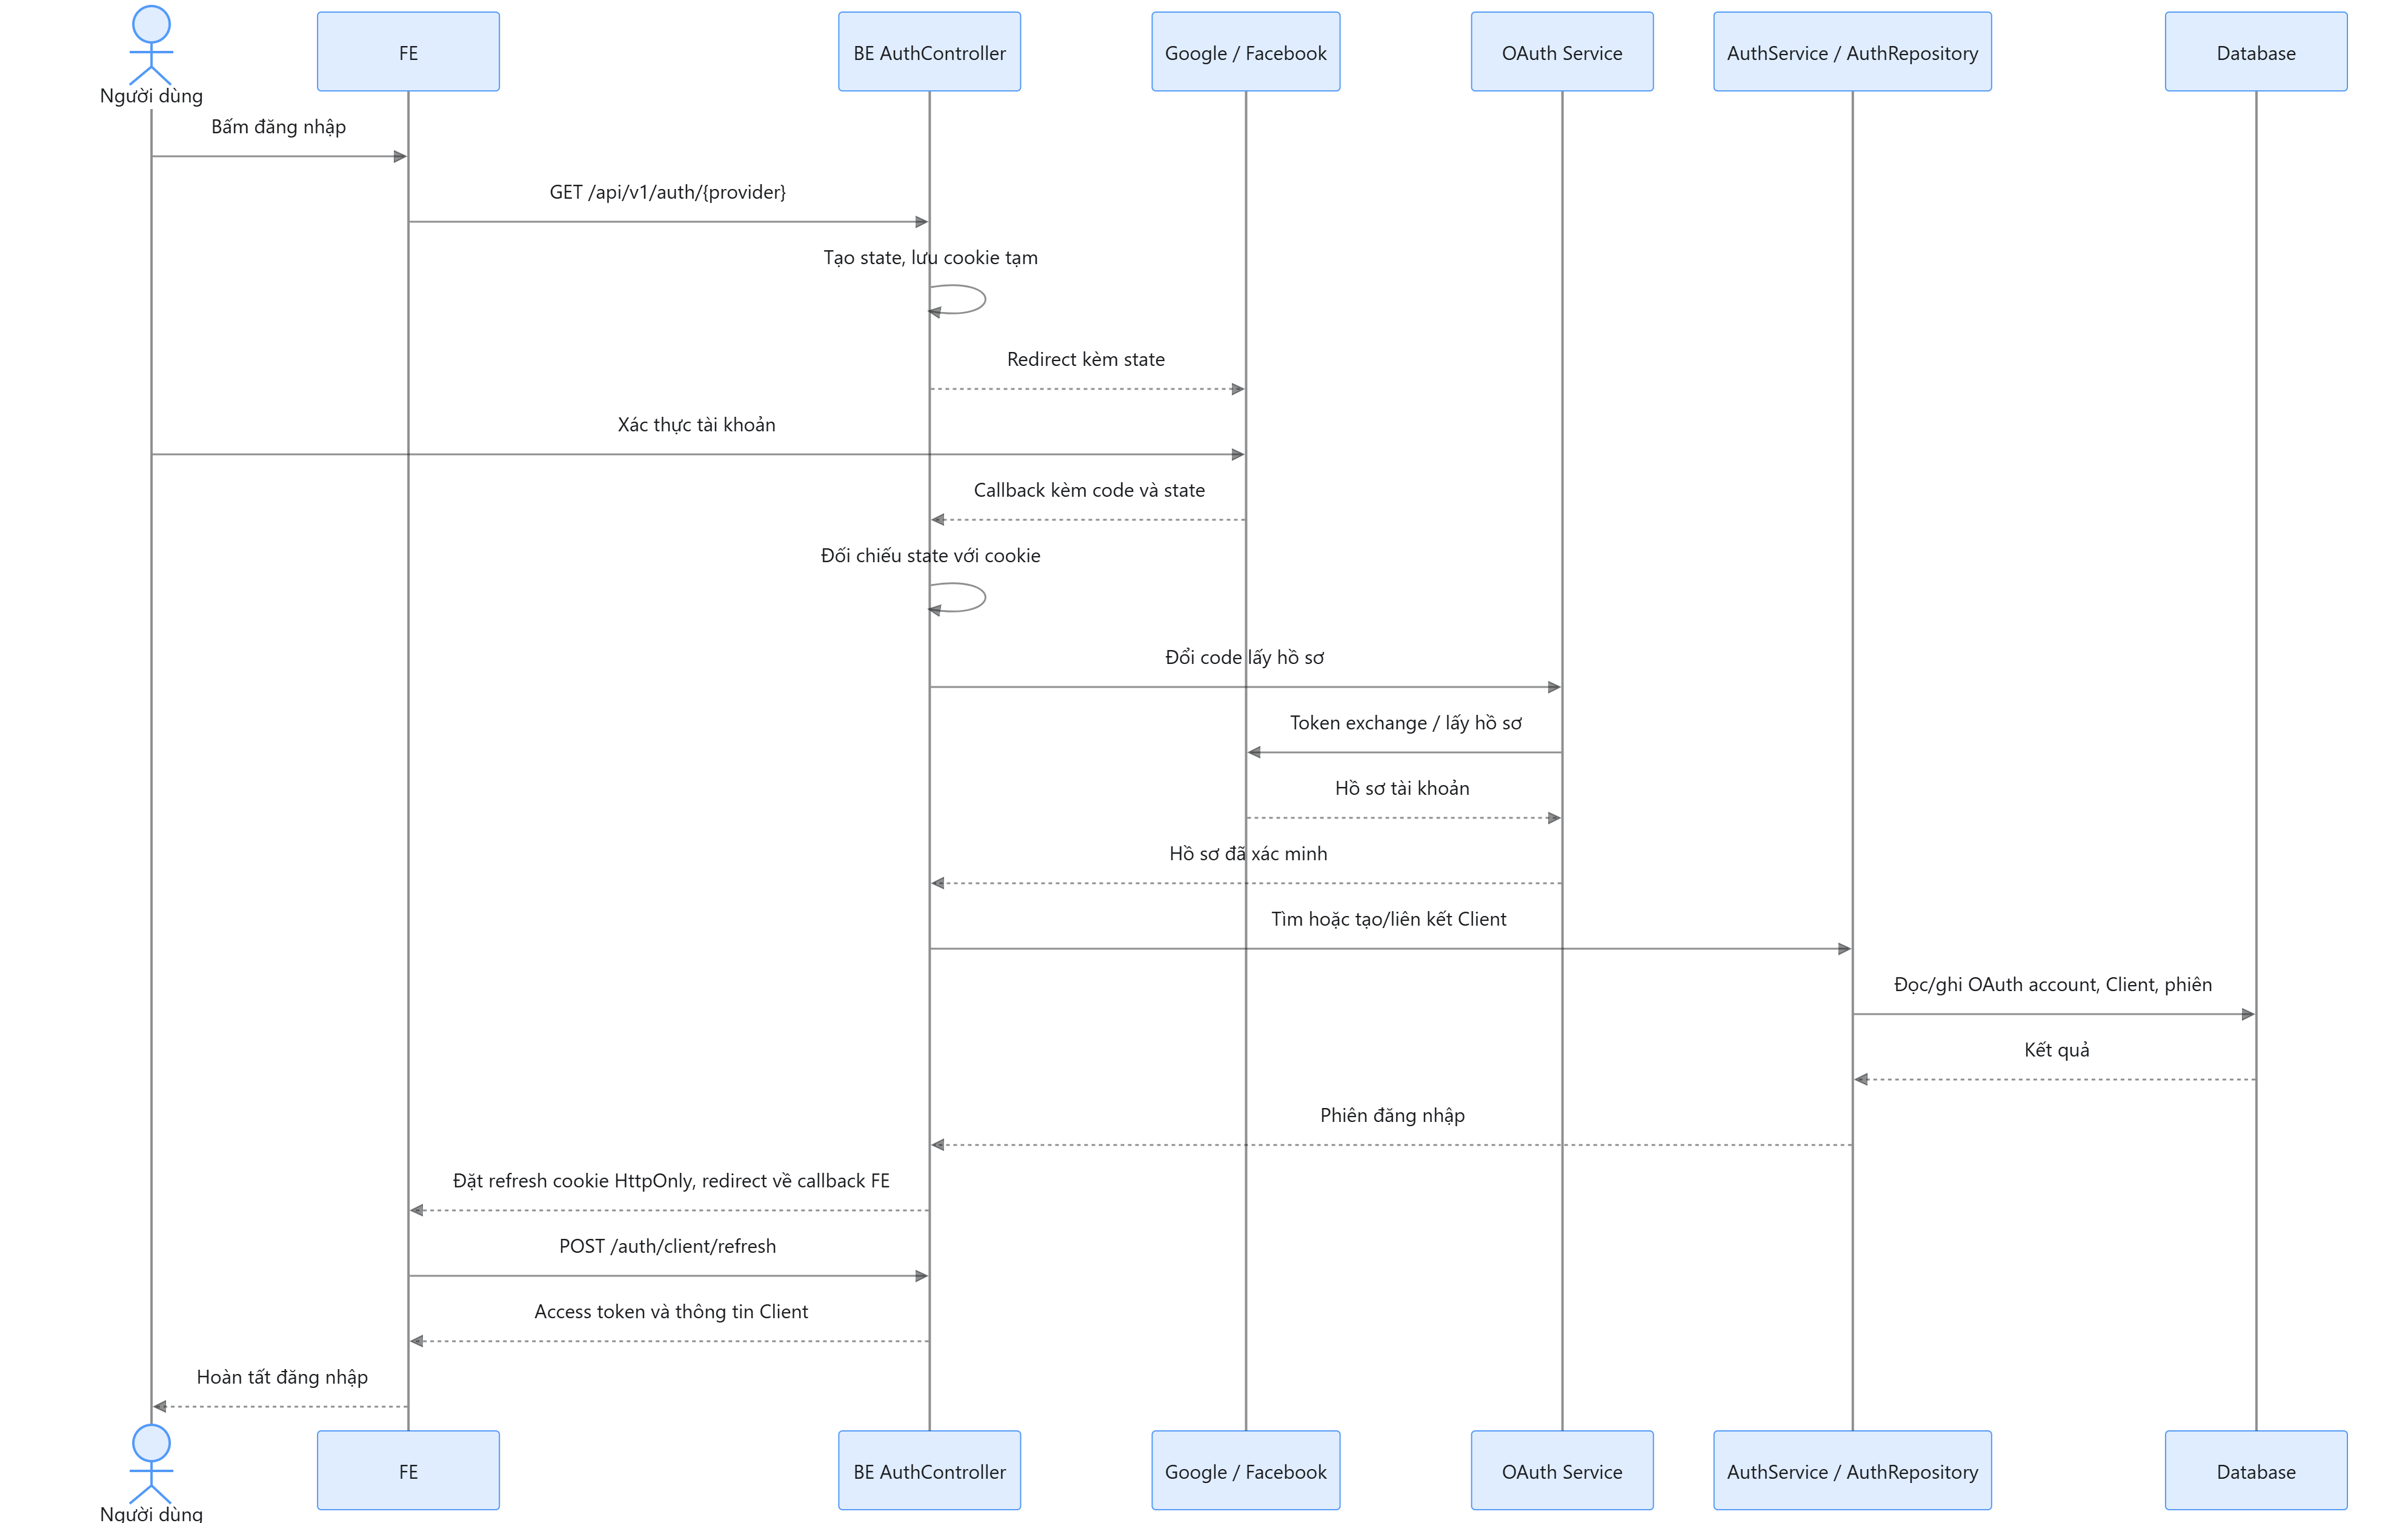 Người dùng
FE
BE AuthController
Google / Facebook
OAuth Service
AuthService / AuthRepository
Database
Bấm đăng nhập
GET /api/v1/auth/{provider}
Tạo state, lưu cookie tạm
Redirect kèm state
Xác thực tài khoản
Callback kèm code và state
Đối chiếu state với cookie
Đổi code lấy hồ sơ
Token exchange / lấy hồ sơ
Hồ sơ tài khoản
Hồ sơ đã xác minh
Tìm hoặc tạo/liên kết Client
Đọc/ghi OAuth account, Client, phiên
Kết quả
Phiên đăng nhập
Đặt refresh cookie HttpOnly, redirect về callback FE
POST /auth/client/refresh
Access token và thông tin Client
Hoàn tất đăng nhập
Người dùng
FE
BE AuthController
Google / Facebook
OAuth Service
AuthService / AuthRepository
Database